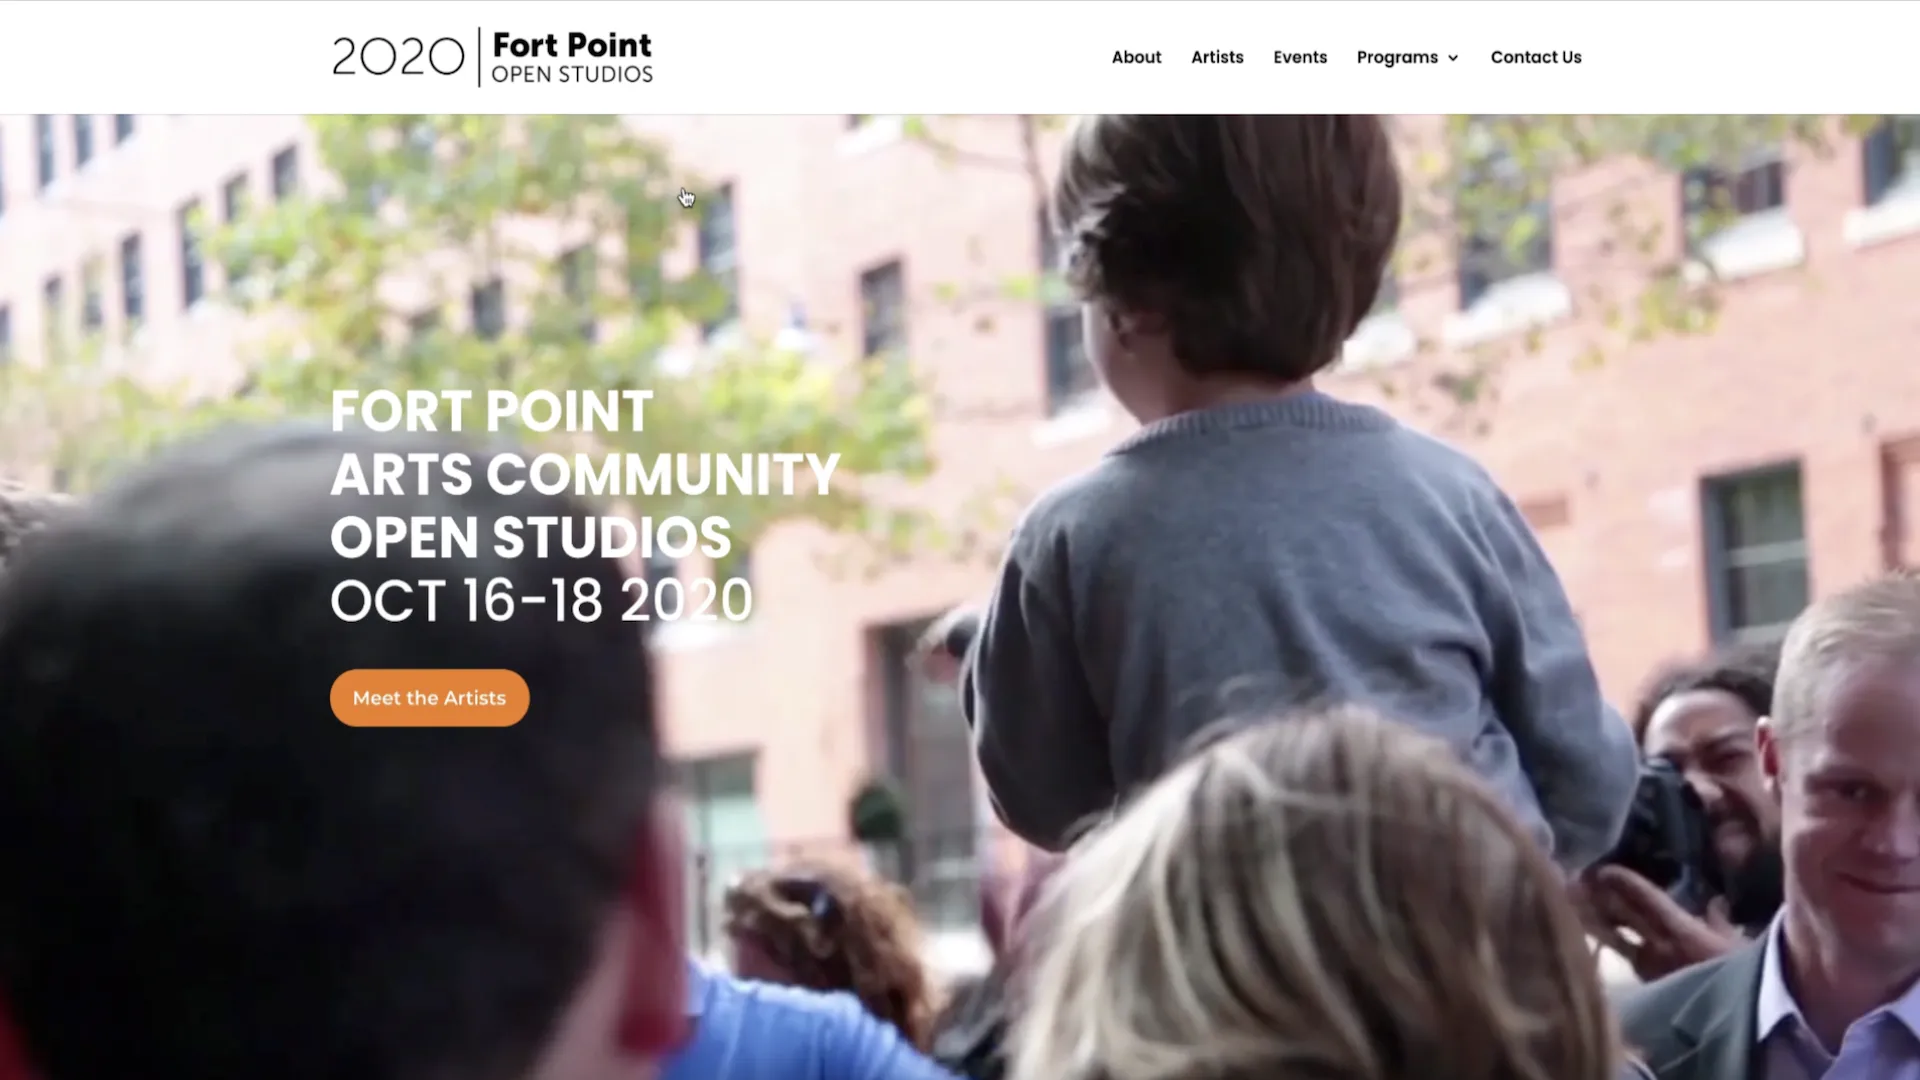 2020 Fort Point
OPEN STUDIOS
About Artists Events Programs Contact Us
FORT POINT
ARTS COMMUNITY
OPEN STUDIOS
OCT 16-18 2020
Meet the Artists